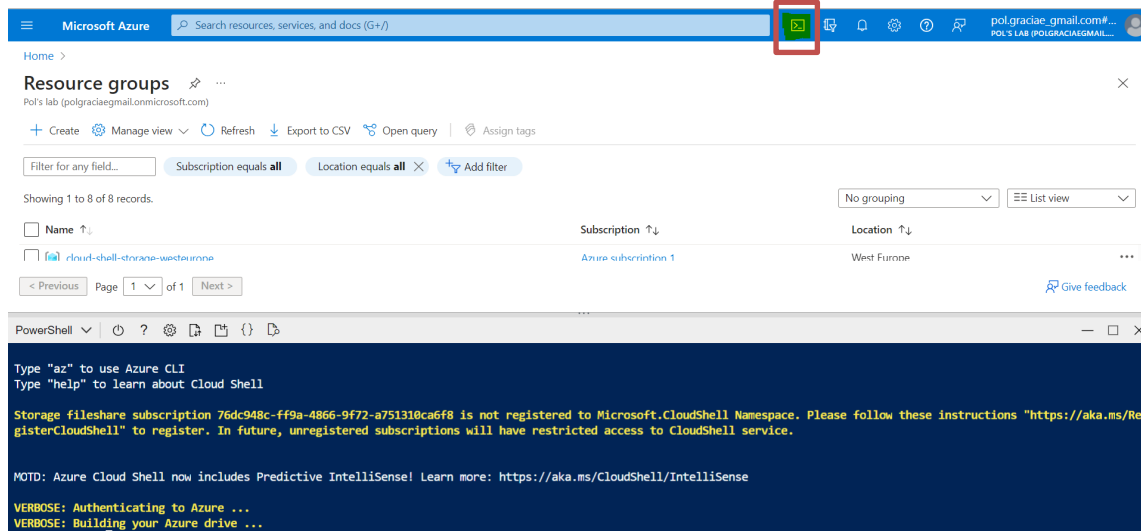 Microsoft Azure
Search resources, services, and docs (G+/)
pol.graciae_gmail.com#...
POL'S LAB (POLGRACIAEGMAIL....
Home >
Resource groups ...
Pol's lab (polgraciaegmail.onmicrosoft.com)
+ Create Manage view Refresh Export to CSV Open query Assign tags
Filter for any field... Subscription equals all Location equals all Add filter
Showing 1 to 8 of 8 records.
No grouping List view
Name Subscription Location
cloud-shell-storage-westeurope Azure subscription 1 West Europe ...
< Previous Page 1 of 1 Next > Give feedback
PowerShell ? {}
Type "az" to use Azure CLI
Type "help" to learn about Cloud Shell
Storage fileshare subscription 76dc948c-ff9a-4866-9f72-a751310ca6f8 is not registered to Microsoft.CloudShell Namespace. Please follow these instructions "https://aka.ms/Re
gisterCloudShell" to register. In future, unregistered subscriptions will have restricted access to CloudShell service.
MOTD: Azure Cloud Shell now includes Predictive IntelliSense! Learn more: https://aka.ms/CloudShell/IntelliSense
VERBOSE: Authenticating to Azure ...
VERBOSE: Building your Azure drive ...